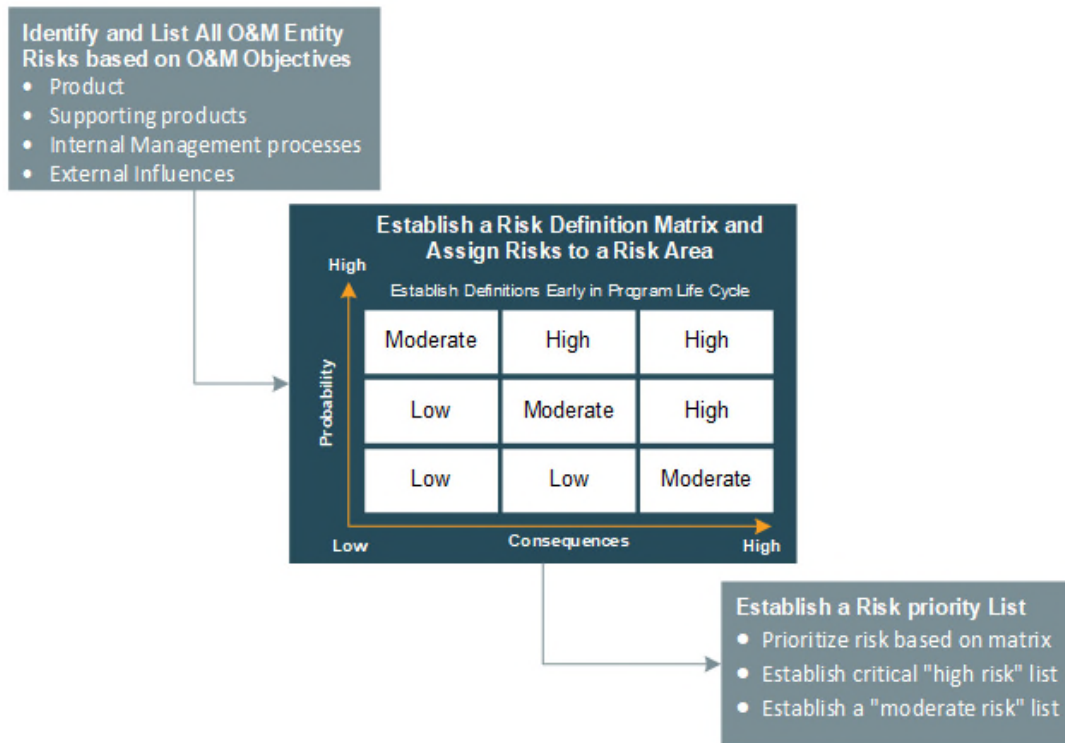 Identify and List All O&M Entity
Risks based on O&M Objectives
• Product
• Supporting products
• Internal Management processes
• External Influences
Establish a Risk Definition Matrix and
Assign Risks to a Risk Area
High
Establish Definitions Early in Program Life Cycle
Probability
Moderate High High
Low Moderate High
Low Low Moderate
Low Consequences High
Establish a Risk priority List
• Prioritize risk based on matrix
• Establish critical "high risk" list
• Establish a "moderate risk" list